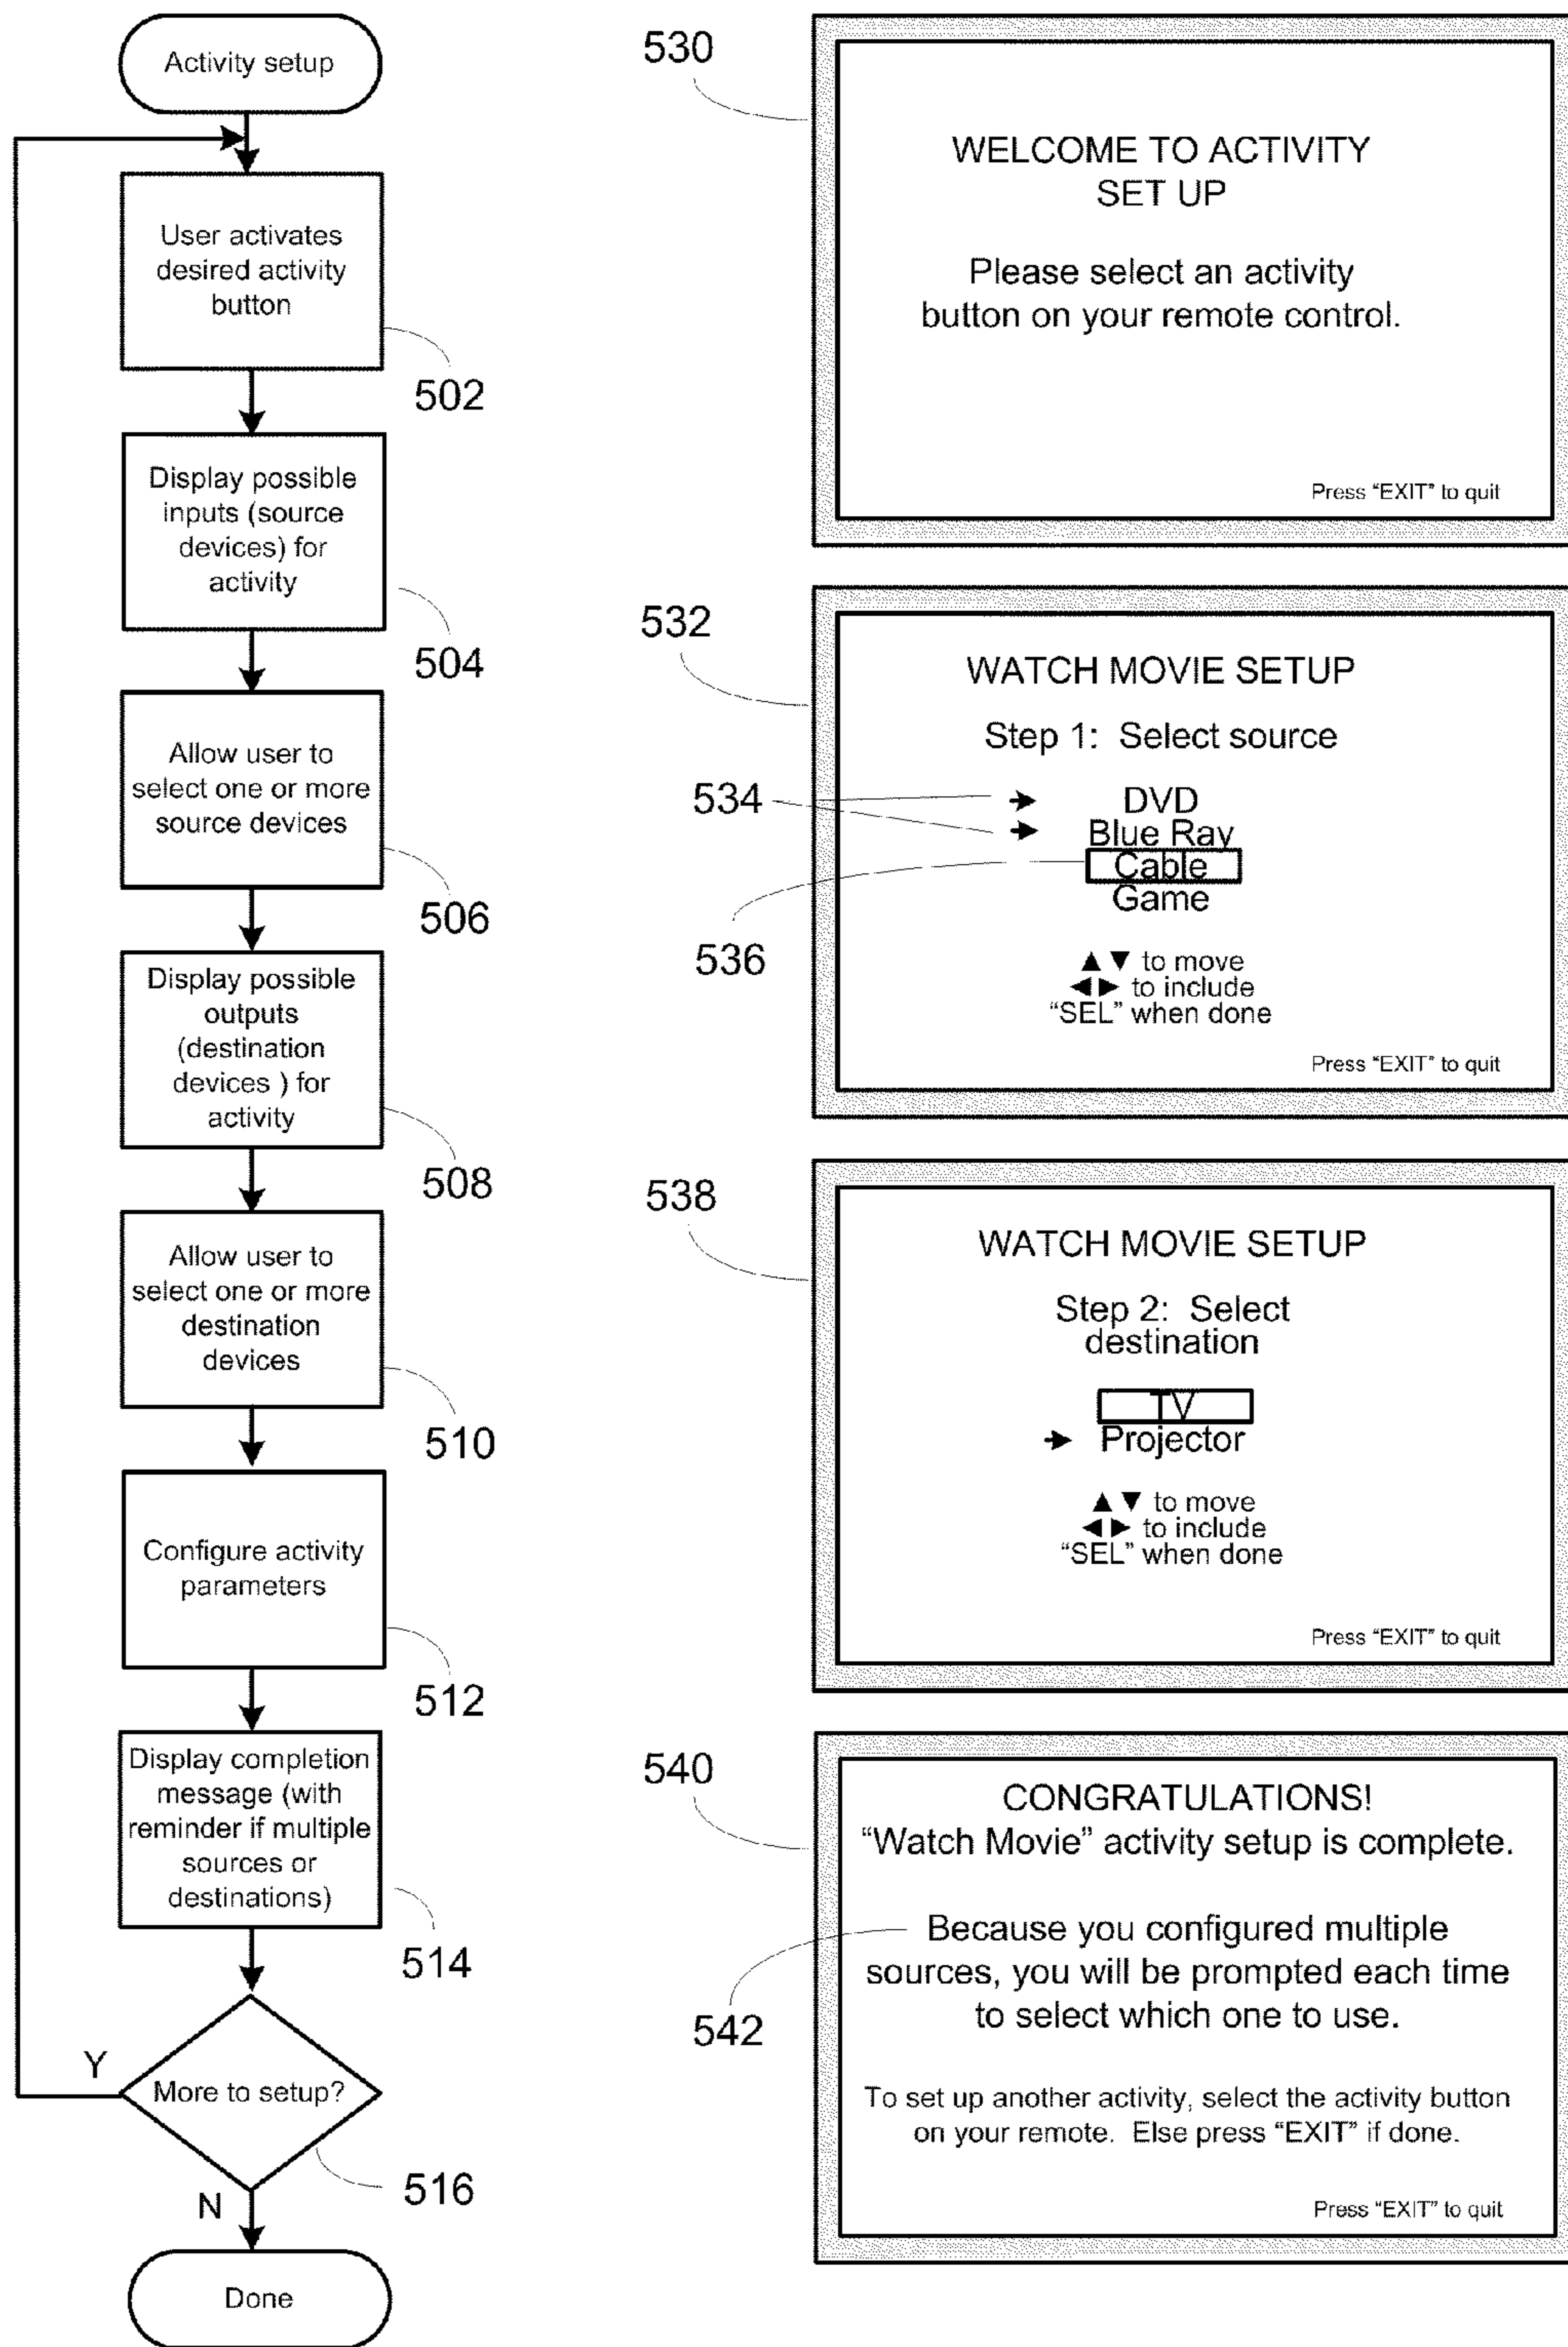 Activity setup
User activates
desired activity
button
502
Display possible
inputs (source
devices) for
activity
504
Allow user to
select one or more
source devices
506
Display possible
outputs
(destination
devices ) for
activity
508
Allow user to
select one or more
destination
devices
510
Configure activity
parameters
512
Display completion
message (with
reminder if multiple
sources or
destinations)
514
Y
More to setup?
516
N
Done
530
WELCOME TO ACTIVITY
SET UP
Please select an activity
button on your remote control.
Press “EXIT” to quit
532
WATCH MOVIE SETUP
Step 1: Select source
534
DVD
Blue Ray
Cable
Game
536
▲ ▼ to move
◀▶ to include
“SEL” when done
Press “EXIT” to quit
538
WATCH MOVIE SETUP
Step 2: Select
destination
TV
Projector
▲ ▼ to move
◀▶ to include
“SEL” when done
Press “EXIT” to quit
540
CONGRATULATIONS!
“Watch Movie” activity setup is complete.
Because you configured multiple
sources, you will be prompted each time
to select which one to use.
542
To set up another activity, select the activity button
on your remote. Else press “EXIT” if done.
Press “EXIT” to quit